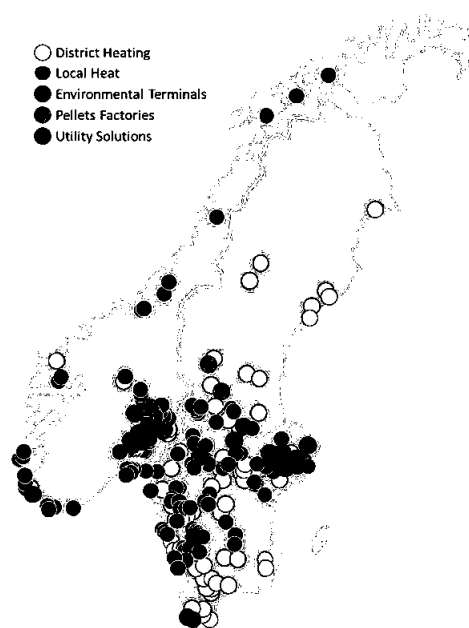 District Heating
Local Heat
Environmental Terminals
Pellets Factories
Utility Solutions